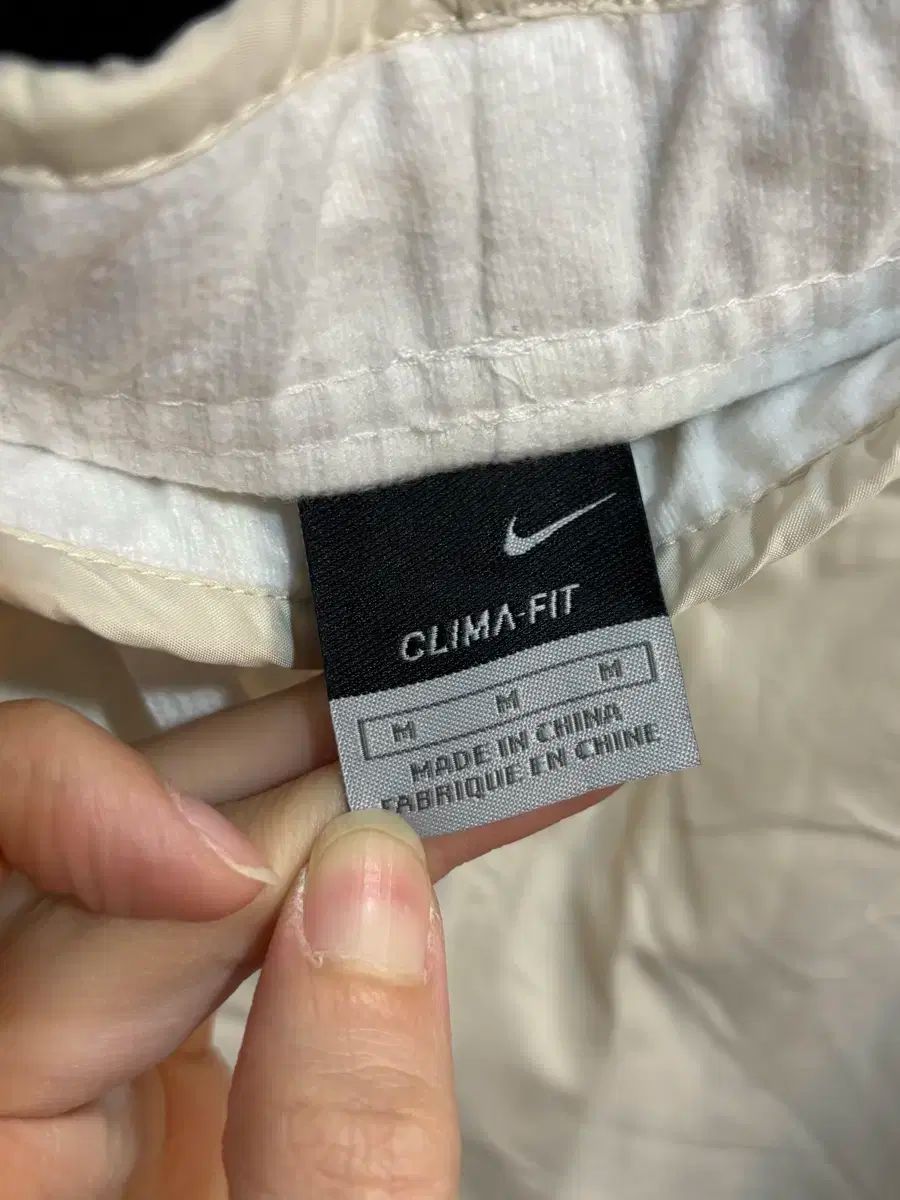 CLIMA-FIT
M M M
MADE IN CHINA
FABRIQUE EN CHINE